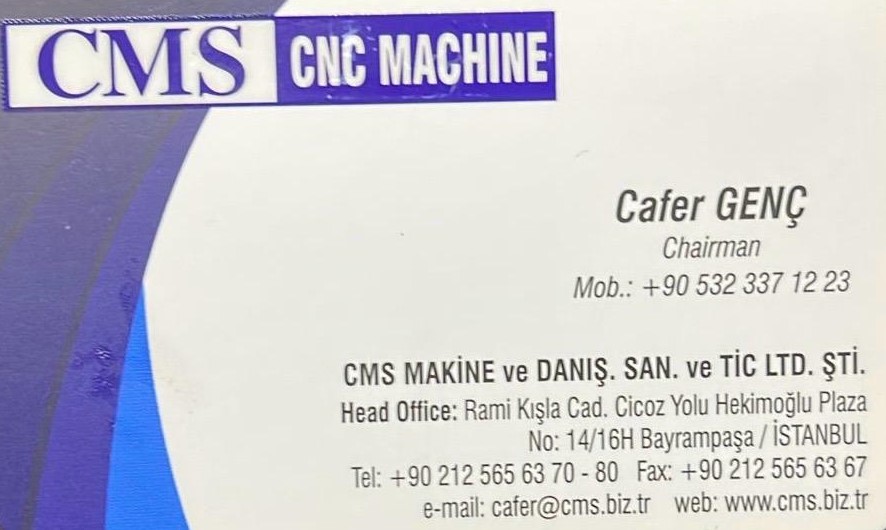 CMS CNC MACHINE
Cafer GENÇ
Chairman
Mob.: +90 532 337 12 23
CMS MAKİNE ve DANIŞ. SAN. ve TİC LTD. ŞTİ.
Head Office: Rami Kışla Cad. Cicoz Yolu Hekimoğlu Plaza
No: 14/16H Bayrampaşa / İSTANBUL
Tel: +90 212 565 63 70 - 80 Fax: +90 212 565 63 67
e-mail: cafer@cms.biz.tr web: www.cms.biz.tr